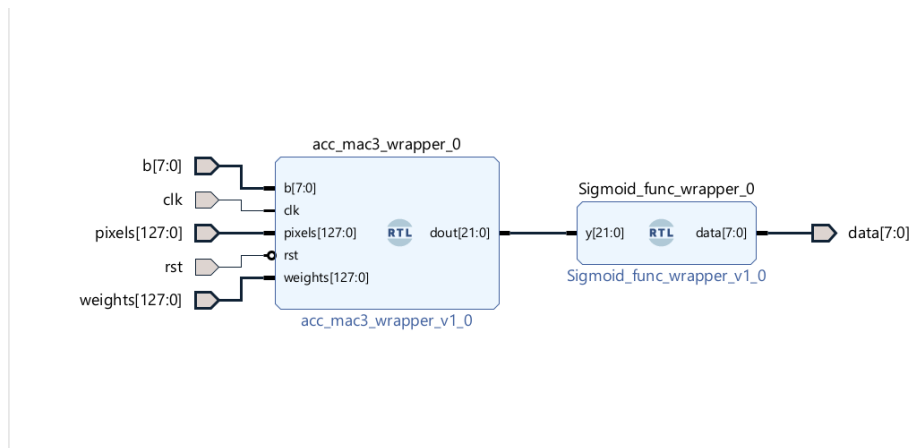 acc_mac3_wrapper_0
b[7:0]
clk
pixels[127:0]
rst
weights[127:0]
b[7:0]
clk
pixels[127:0]
rst
weights[127:0]
RTL
dout[21:0]
acc_mac3_wrapper_v1_0
Sigmoid_func_wrapper_0
y[21:0]
RTL
data[7:0]
Sigmoid_func_wrapper_v1_0
data[7:0]